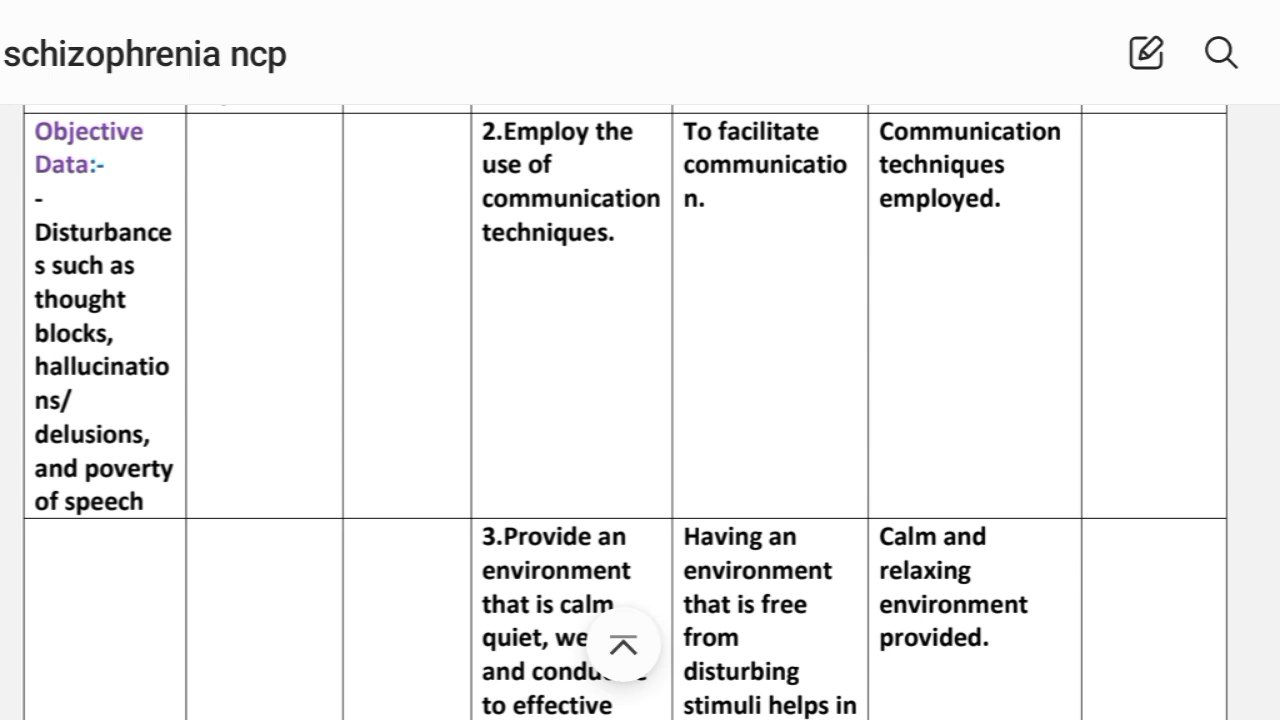 schizophrenia ncp
Objective
Data:-
-
Disturbance
s such as
thought
blocks,
hallucinatio
ns/
delusions,
and poverty
of speech
2.Employ the
use of
communication
techniques.
To facilitate
communicatio
n.
Communication
techniques
employed.
3.Provide an
environment
that is calm
quiet,
and
to effective
Having an
environment
that is free
from
disturbing
stimuli helps in
Calm and
relaxing
environment
provided.